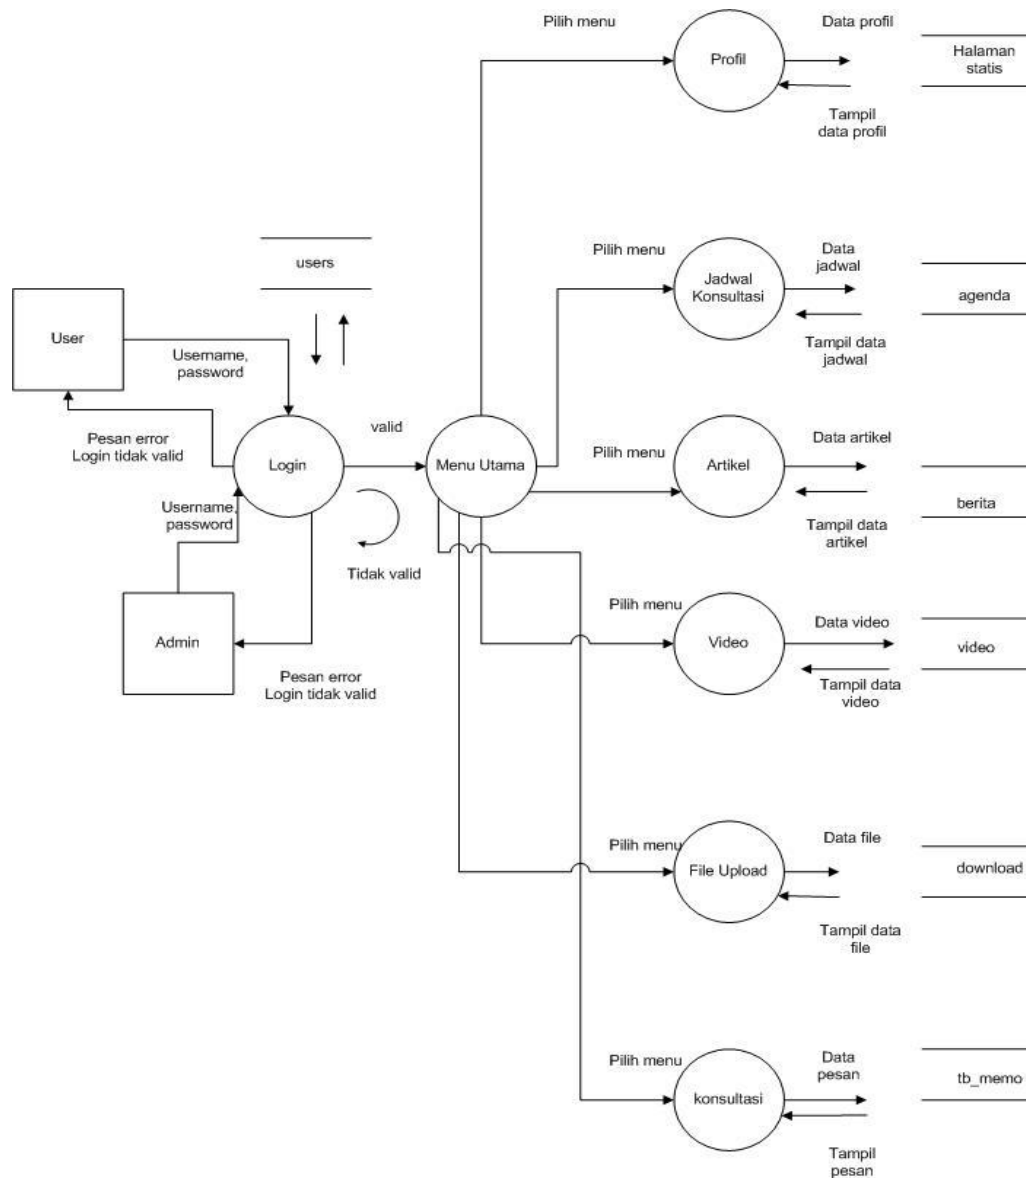 Pilih menu
Data profil
Profil
Halaman
statis
Tampil
data profil
Pilih menu
Data
jadwal
users
Jadwal
Konsultasi
agenda
User
Username,
password
Tampil data
jadwal
Pesan error
Login tidak valid
valid
Pilih menu
Data artikel
Login
Menu Utama
Artikel
berita
Username,
password
Tampil data
artikel
Tidak valid
Pilih menu
Data video
Admin
Video
video
Pesan error
Login tidak valid
Tampil data
video
Pilih menu
Data file
File Upload
download
Tampil data
file
Pilih menu
Data
pesan
konsultasi
tb_memo
Tampil
pesan